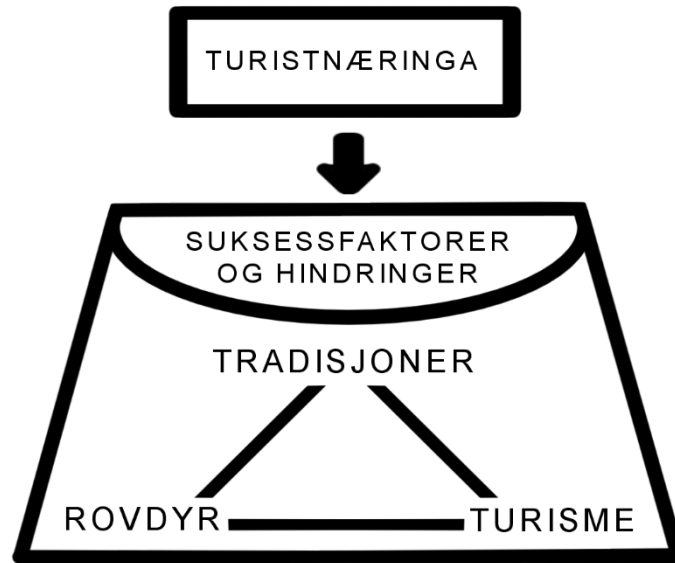 TURISTNÆRINGA
SUKSESSFAKTORER
OG HINDRINGER
TRADISJONER
ROVDYR TURISME